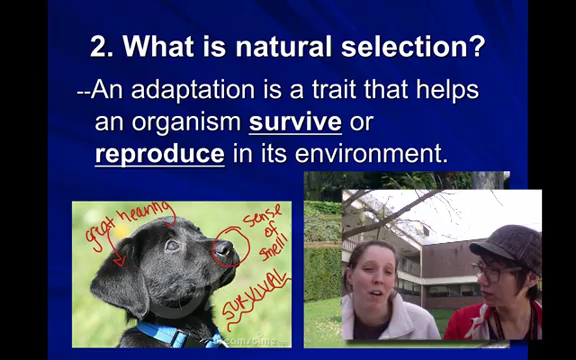 2. What is natural selection?
--An adaptation is a trait that helps
an organism survive or
reproduce in its environment.
great hearing
sense
of
smell
SURVIVAL
dreamstime